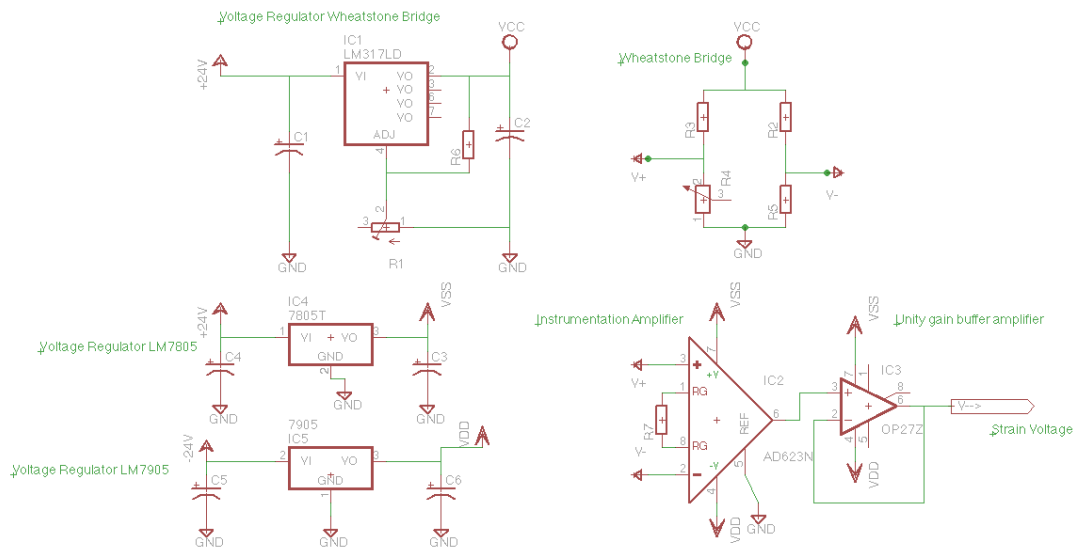 Voltage Regulator Wheatstone Bridge
+24V
IC1
LM317LD
1
VI
VO
2
VO
3
VO
6
VO
7
ADJ
4
C1
R6
C2
VCC
2
3
1
R1
GND
GND
VCC
Wheatstone Bridge
R3
R2
V+
V-
2
R4
3
1
R5
GND
Voltage Regulator LM7805
+24V
IC4
7805T
1
VI
VO
3
GND
2
C4
C3
VSS
GND
GND
GND
Voltage Regulator LM7905
-24V
7905
IC5
2
VI
VO
3
GND
1
C5
C6
VDD
GND
GND
GND
Instrumentation Amplifier
VSS
7
+V
V+
3
1
RG
R7
8
RG
V-
2
-V
4
VDD
IC2
6
REF
5
AD623N
GND
Unity gain buffer amplifier
VSS
7
1
IC3
8
3
6
2
OP27Z
4
5
VDD
V-->
Strain Voltage